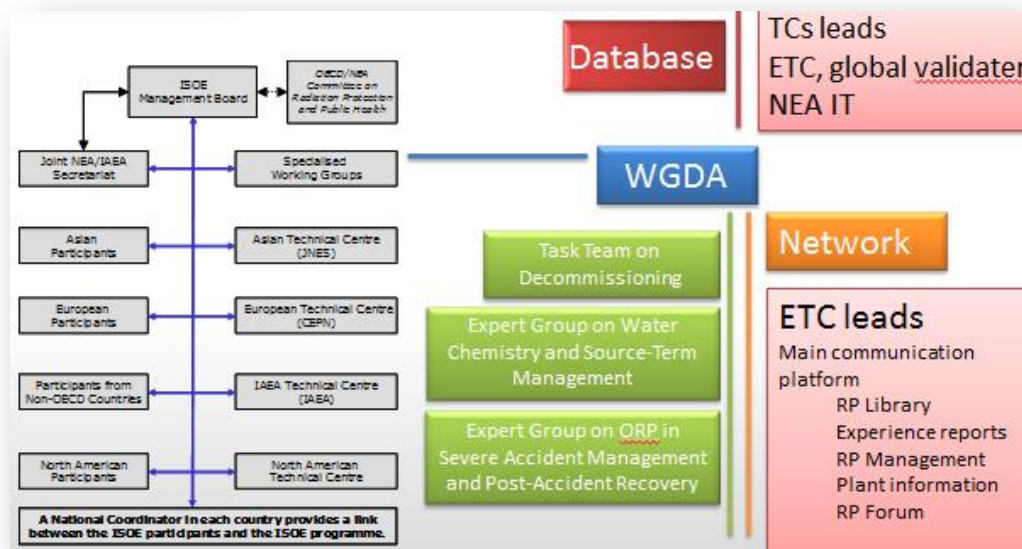 ISOE
Management Board
OECD/NEA
Committee on
Radiation Protection
and Public Health
Joint NEA/IAEA
Secretariat
Specialised
Working Groups
Asian
Participants
Asian Technical Centre
(JNES)
European
Participants
European Technical Centre
(CEPN)
Participants from
Non-OECD Countries
IAEA Technical Centre
(IAEA)
North American
Participants
North American
Technical Centre
A National Coordinator in each country provides a link
between the ISOE participants and the ISOE programme.
Database
TCs leads
ETC, global validater
NEA IT
WGDA
Task Team on
Decommissioning
Expert Group on Water
Chemistry and Source-Term
Management
Expert Group on ORP in
Severe Accident Management
and Post-Accident Recovery
Network
ETC leads
Main communication
platform
RP Library
Experience reports
RP Management
Plant information
RP Forum